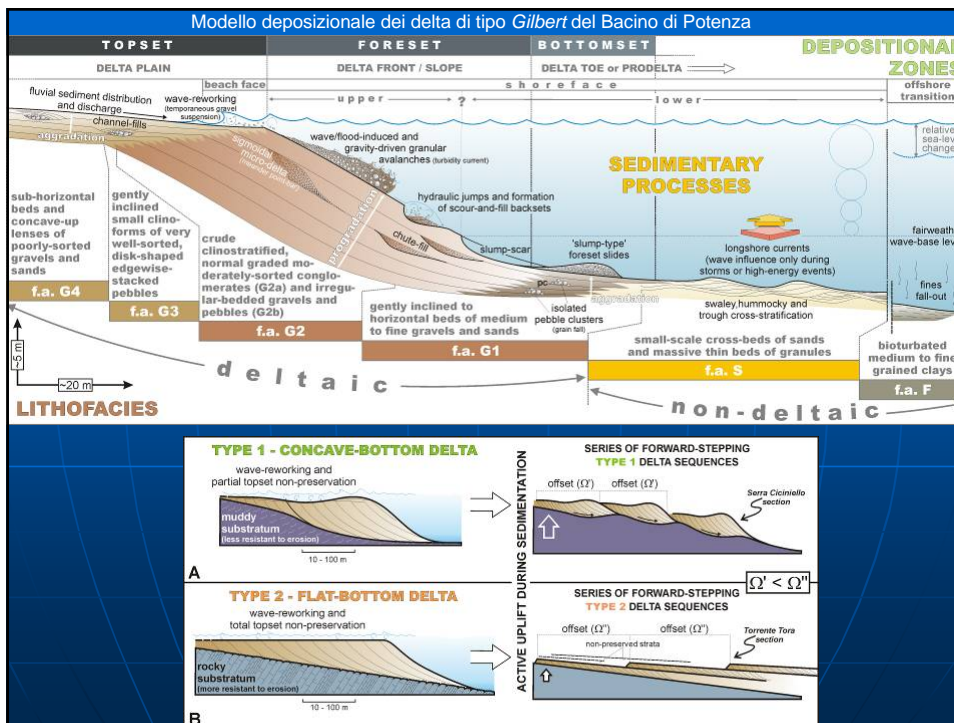 Modello deposizionale dei delta di tipo Gilbert del Bacino di Potenza
TOPSET
FORESET
BOTTOMSET
DEPOSITIONAL
ZONES
DELTA PLAIN
DELTA FRONT / SLOPE
DELTA TOE or PRODELTA
beach face
shoreface
offshore
transition
upper
?
lower
fluvial sediment distribution
and discharge
channel-fills
aggradation
wave-reworking
(temporaneous gravel
suspension)
sigmoidal
micro-delta
wave/flood-induced and
gravity-driven granular
avalanches (turbidity current)
SEDIMENTARY
PROCESSES
relative
sea-level
change
hydraulic jumps and formation
of scour-and-fill backsets
progradation
chute-fill
slump-scar
'slump-type'
foreset slides
longshore currents
(wave influence only during
storms or high-energy events)
fairweath
wave-base leve
fines
fall-out
pc
aggradation
isolated
pebble clusters
(grain fall)
swaley, hummocky and
trough cross-stratification
sub-horizontal
beds and
concave-up
lenses of
poorly-sorted
gravels and
sands
f.a. G4
gently
inclined
small clino-
forms of very
well-sorted,
disk-shaped
edgewise-
stacked
pebbles
f.a. G3
crude
clinostratified,
normal graded mo-
derately-sorted conglo-
merates (G2a) and irregu-
lar-bedded gravels and
pebbles (G2b)
f.a. G2
gently inclined to
horizontal beds of medium
to fine gravels and sands
f.a. G1
small-scale cross-beds of sands
and massive thin beds of granules
f.a. S
bioturbated
medium to fine
grained clays
f.a. F
~5 m
~20 m
LITHOFACIES
deltaic
non-deltaic
TYPE 1 - CONCAVE-BOTTOM DELTA
wave-reworking and
partial topset non-preservation
muddy
substratum
(less resistant to erosion)
10 - 100 m
A
ACTIVE UPLIFT DURING SEDIMENTATION
SERIES OF FORWARD-STEPPING
TYPE 1 DELTA SEQUENCES
offset (Ω')
offset (Ω')
Serra Ciciniello
section
Ω' < Ω"
TYPE 2 - FLAT-BOTTOM DELTA
wave-reworking and
total topset non-preservation
rocky
substratum
(more resistant to erosion)
10 - 100 m
B
SERIES OF FORWARD-STEPPING
TYPE 2 DELTA SEQUENCES
offset (Ω")
offset (Ω")
non-preserved strata
Torrente Tora
section